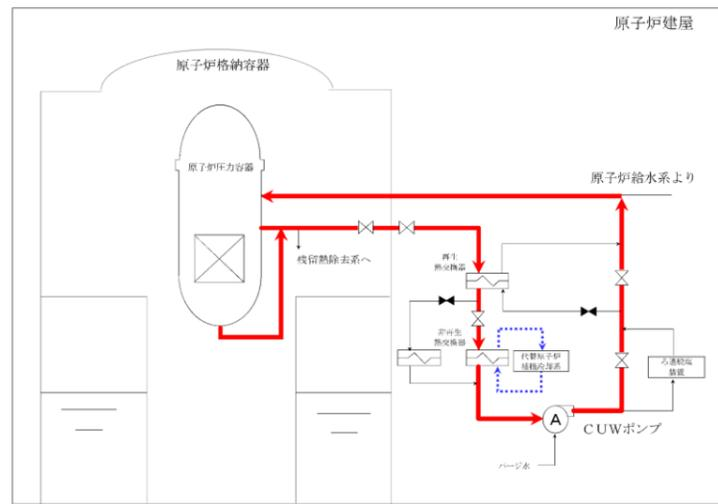 原子炉建屋
原子炉格納容器
原子炉圧力容器
原子炉給水系より
残留熱除去系へ
再生
熱交換器
非再生
熱交換器
代替原子炉
補機冷却系
ろ過脱塩
装置
A
CUWポンプ
パージ水